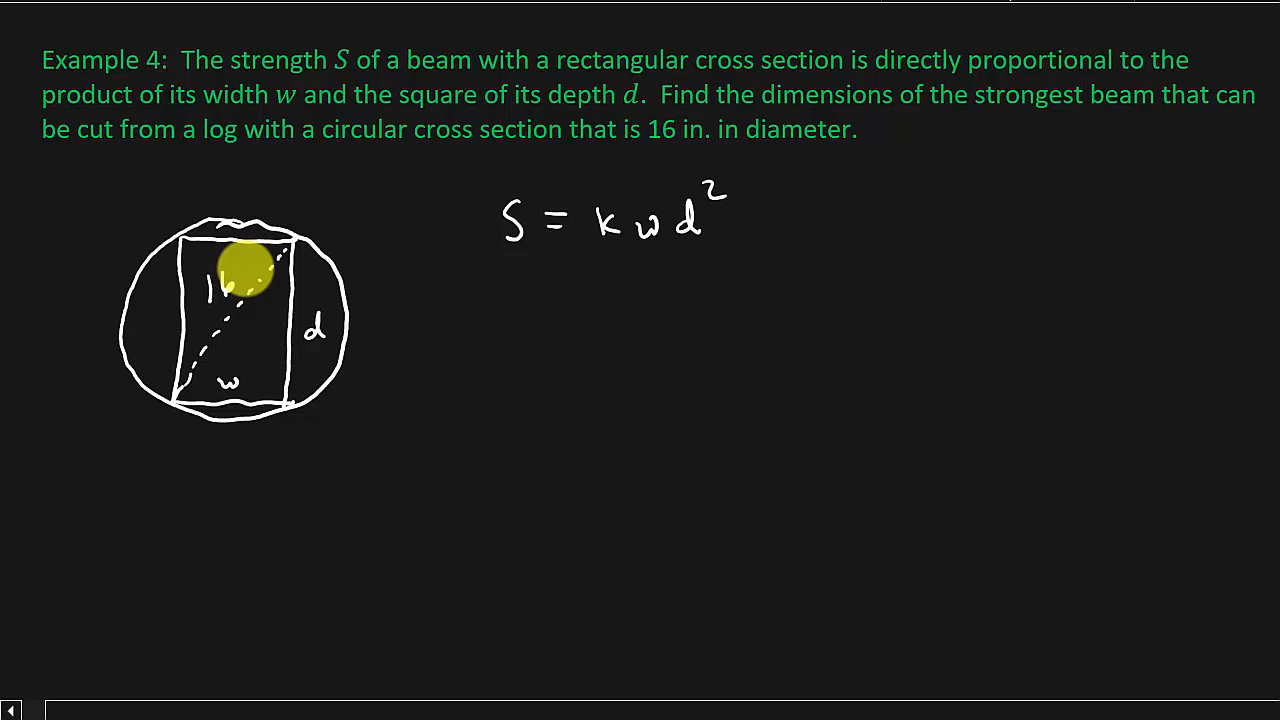 Example 4: The strength S of a beam with a rectangular cross section is directly proportional to the
product of its width w and the square of its depth d. Find the dimensions of the strongest beam that can
be cut from a log with a circular cross section that is 16 in. in diameter.
S = k w d²
16
d
w